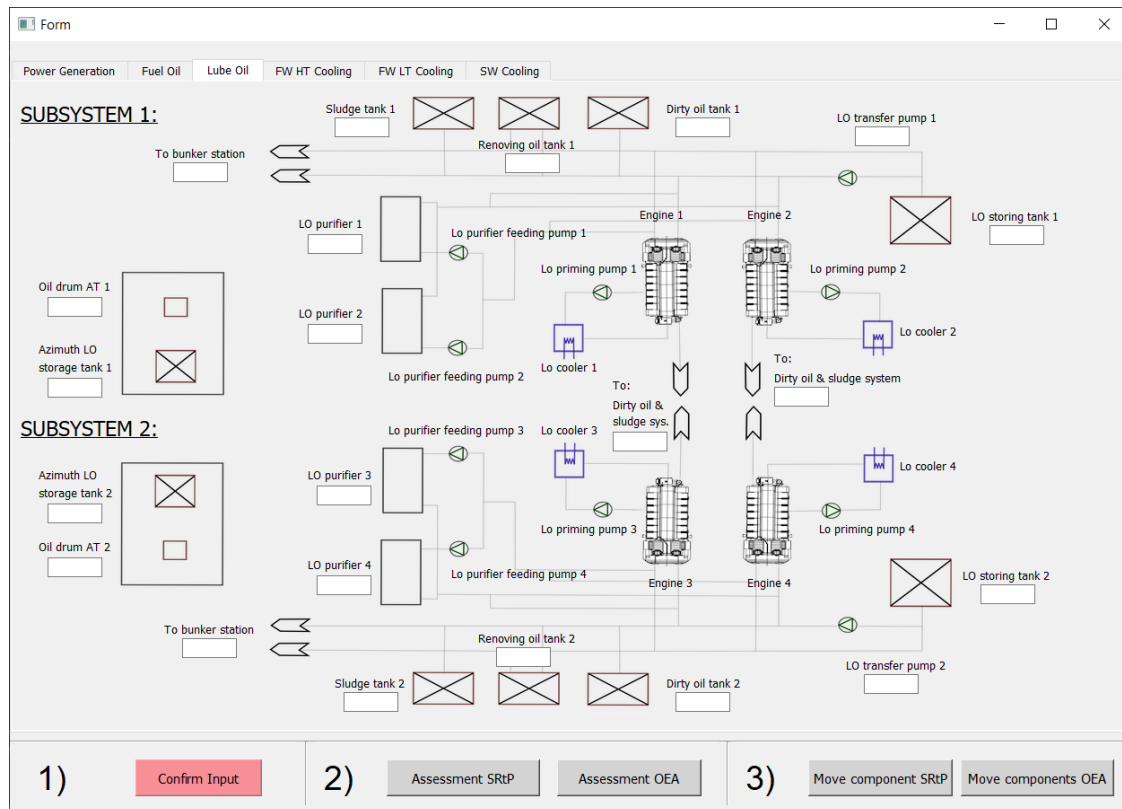 Form
Power Generation
Fuel Oil
Lube Oil
FW HT Cooling
FW LT Cooling
SW Cooling
SUBSYSTEM 1:
Sludge tank 1
Dirty oil tank 1
LO transfer pump 1
Renoving oil tank 1
To bunker station
LO purifier 1
Lo purifier feeding pump 1
Engine 1
Engine 2
LO storing tank 1
Lo priming pump 1
Lo priming pump 2
Oil drum AT 1
LO purifier 2
Lo cooler 2
Azimuth LO
storage tank 1
Lo purifier feeding pump 2
Lo cooler 1
To:
Dirty oil & sludge system
To:
Dirty oil &
sludge sys.
SUBSYSTEM 2:
Lo purifier feeding pump 3
Lo cooler 3
Azimuth LO
storage tank 2
LO purifier 3
Lo cooler 4
Lo priming pump 3
Lo priming pump 4
Oil drum AT 2
LO purifier 4
Lo purifier feeding pump 4
Engine 3
Engine 4
LO storing tank 2
To bunker station
Renoving oil tank 2
LO transfer pump 2
Sludge tank 2
Dirty oil tank 2
1)
Confirm Input
2)
Assessment SRtP
Assessment OEA
3)
Move component SRtP
Move components OEA